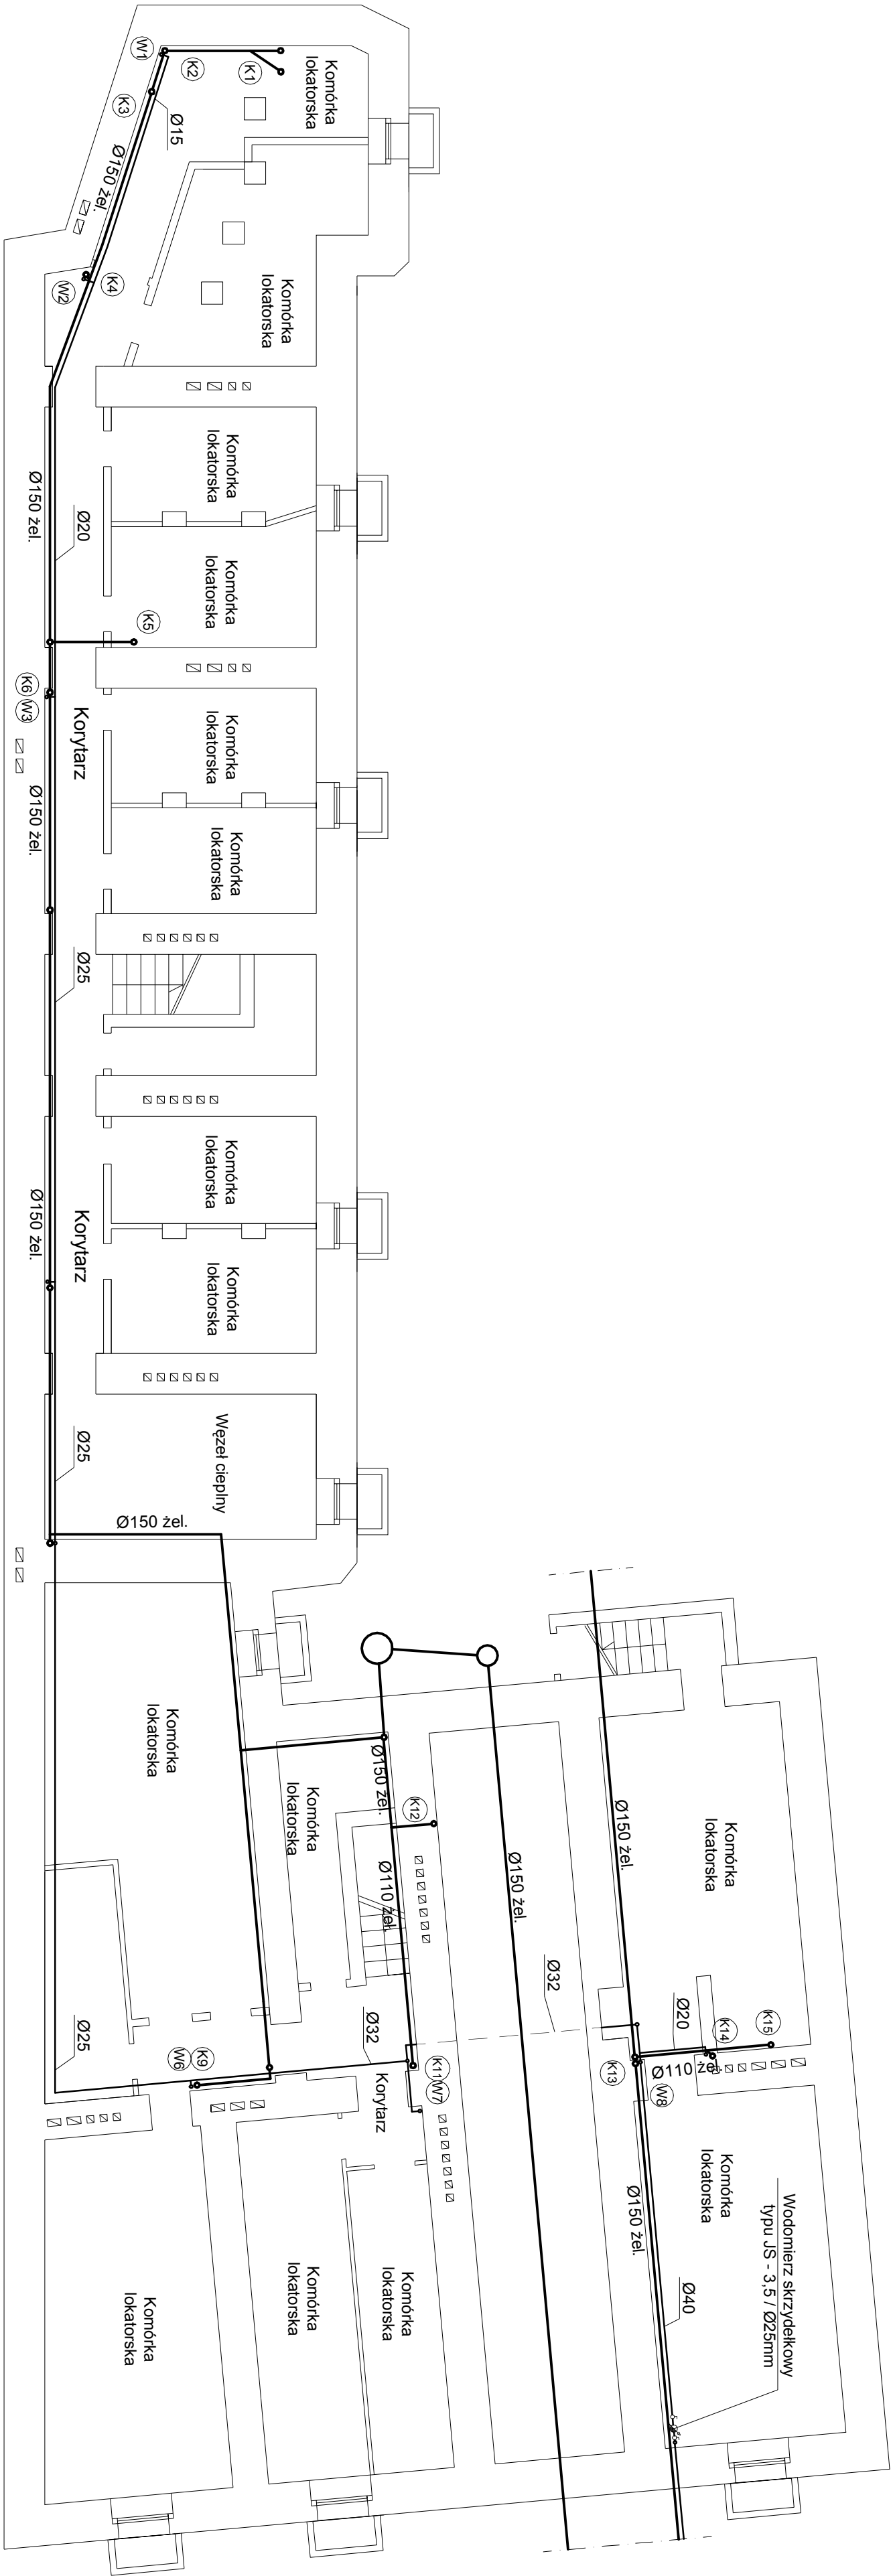 W1
K2
K1
Komórka
lokatorska
K3
Ø15
Ø150 żel.
W2
K4
Komórka
lokatorska
Ø150 żel.
Ø20
Komórka
lokatorska
Komórka
lokatorska
K5
K6
W3
Korytarz
Komórka
lokatorska
Ø150 żel.
Komórka
lokatorska
Ø25
Komórka
lokatorska
Ø150 żel.
Korytarz
Komórka
lokatorska
Ø25
Węzeł cieplny
Ø150 żel.
Komórka
lokatorska
Komórka
lokatorska
Ø150 żel.
K12
Ø110 żel.
Ø150 żel.
Ø150 żel.
Komórka
lokatorska
Ø32
Ø25
Ø32
Ø20
K14
K15
K9
W6
Korytarz
K11
W7
K13
Ø110 żel.
W8
Komórka
lokatorska
Ø150 żel.
Ø40
Wodomierz skrzydełkowy
typu JS - 3,5 / Ø25mm
Komórka
lokatorska
Komórka
lokatorska
Komórka
lokatorska